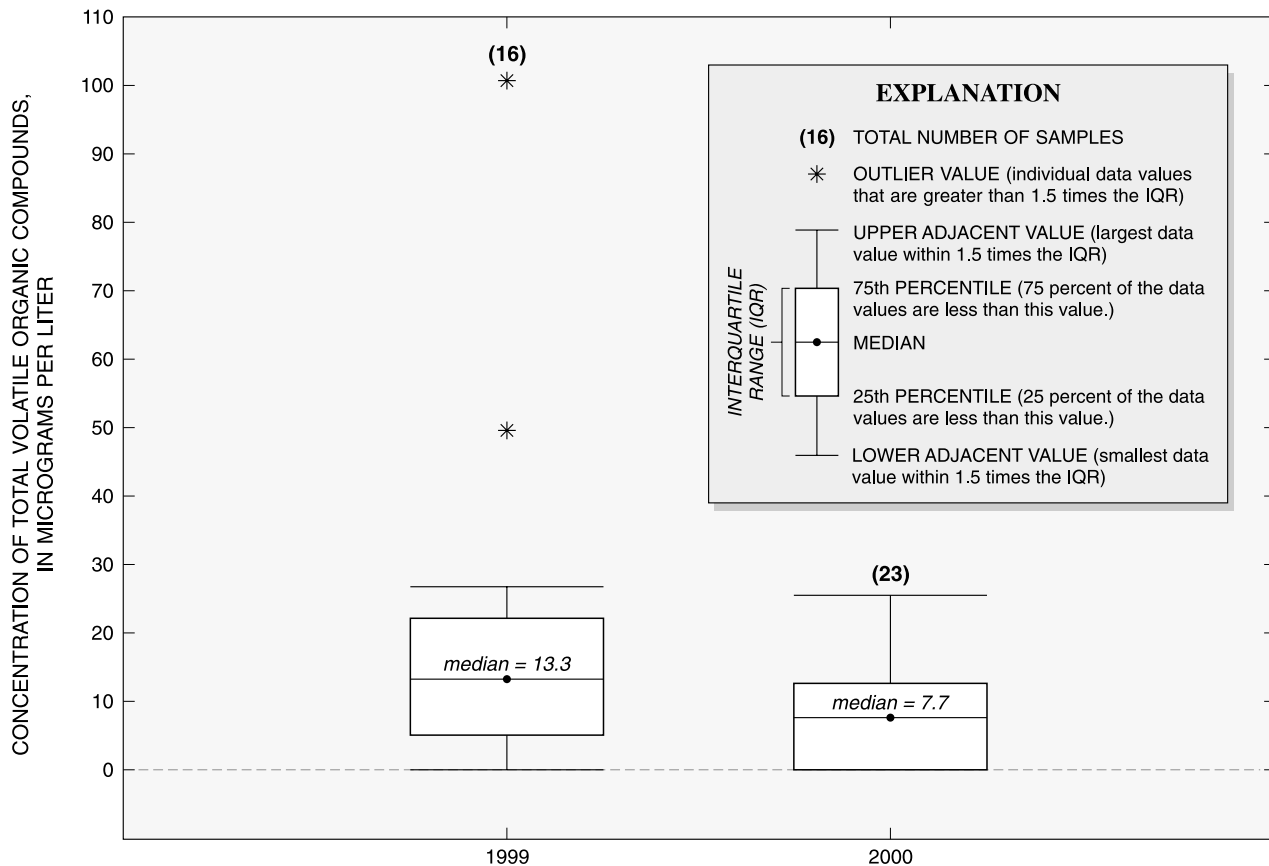 CONCENTRATION OF TOTAL VOLATILE ORGANIC COMPOUNDS,
IN MICROGRAMS PER LITER
110
100
90
80
70
60
50
40
30
20
10
0
(16)
median = 13.3
(23)
median = 7.7
1999
2000
EXPLANATION
(16) TOTAL NUMBER OF SAMPLES
OUTLIER VALUE (individual data values
that are greater than 1.5 times the IQR)
UPPER ADJACENT VALUE (largest data
value within 1.5 times the IQR)
75th PERCENTILE (75 percent of the data
values are less than this value.)
MEDIAN
25th PERCENTILE (25 percent of the data
values are less than this value.)
LOWER ADJACENT VALUE (smallest data
value within 1.5 times the IQR)
INTERQUARTILE
RANGE (IQR)